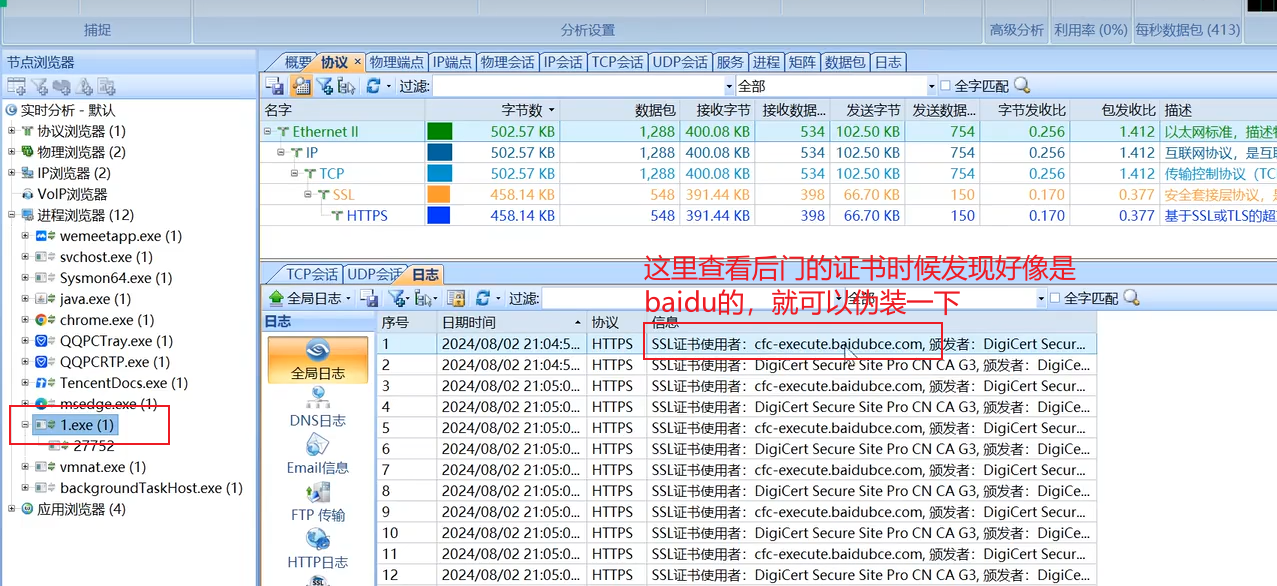 捕捉 分析设置 高级分析 利用率 (0%) 每秒数据包 (413)
节点浏览器
实时分析 - 默认
协议浏览器 (1)
物理浏览器 (2)
IP浏览器 (2)
VoIP浏览器
进程浏览器 (12)
wemeetapp.exe (1)
svchost.exe (1)
Sysmon64.exe (1)
java.exe (1)
chrome.exe (1)
QQPCTray.exe (1)
QQPCRTP.exe (1)
TencentDocs.exe (1)
msedge.exe (1)
1.exe (1)
27752
vmnat.exe (1)
backgroundTaskHost.exe (1)
应用浏览器 (4)
概要 协议 × 物理端点 IP端点 物理会话 IP会话 TCP会话 UDP会话 服务 进程 矩阵 数据包 日志
过滤: 全部 全字匹配
名字 字节数 数据包 接收字节 接收数据... 发送字节 发送数据... 字节收发比 包发收比 描述
Ethernet II 502.57 KB 1,288 400.08 KB 534 102.50 KB 754 0.256 1.412 以太网标准，描述
IP 502.57 KB 1,288 400.08 KB 534 102.50 KB 754 0.256 1.412 互联网协议，是互
TCP 502.57 KB 1,288 400.08 KB 534 102.50 KB 754 0.256 1.412 传输控制协议（TC
SSL 458.14 KB 548 391.44 KB 398 66.70 KB 150 0.170 0.377 安全套接层协议，
HTTPS 458.14 KB 548 391.44 KB 398 66.70 KB 150 0.170 0.377 基于SSL或TLS的超
这里查看后门的证书时候发现好像是
baidu的，就可以伪装一下
TCP会话 UDP会话 日志
全局日志 过滤: 全部 全字匹配
日志
全局日志
DNS日志
Email信息
FTP 传输
HTTP日志
序号 日期时间 协议 信息
1 2024/08/02 21:04:5... HTTPS SSL证书使用者：cfc-execute.baidubce.com, 颁发者：DigiCert Secur...
2 2024/08/02 21:04:5... HTTPS SSL证书使用者：DigiCert Secure Site Pro CN CA G3, 颁发者：DigiCe...
3 2024/08/02 21:05:0... HTTPS SSL证书使用者：cfc-execute.baidubce.com, 颁发者：DigiCert Secur...
4 2024/08/02 21:05:0... HTTPS SSL证书使用者：DigiCert Secure Site Pro CN CA G3, 颁发者：DigiCe...
5 2024/08/02 21:05:0... HTTPS SSL证书使用者：cfc-execute.baidubce.com, 颁发者：DigiCert Secur...
6 2024/08/02 21:05:0... HTTPS SSL证书使用者：DigiCert Secure Site Pro CN CA G3, 颁发者：DigiCe...
7 2024/08/02 21:05:0... HTTPS SSL证书使用者：cfc-execute.baidubce.com, 颁发者：DigiCert Secur...
8 2024/08/02 21:05:0... HTTPS SSL证书使用者：DigiCert Secure Site Pro CN CA G3, 颁发者：DigiCe...
9 2024/08/02 21:05:0... HTTPS SSL证书使用者：cfc-execute.baidubce.com, 颁发者：DigiCert Secur...
10 2024/08/02 21:05:0... HTTPS SSL证书使用者：DigiCert Secure Site Pro CN CA G3, 颁发者：DigiCe...
11 2024/08/02 21:05:0... HTTPS SSL证书使用者：cfc-execute.baidubce.com, 颁发者：DigiCert Secur...
12 2024/08/02 21:05:0... HTTPS SSL证书使用者：DigiCert Secure Site Pro CN CA G3, 颁发者：DigiCe...